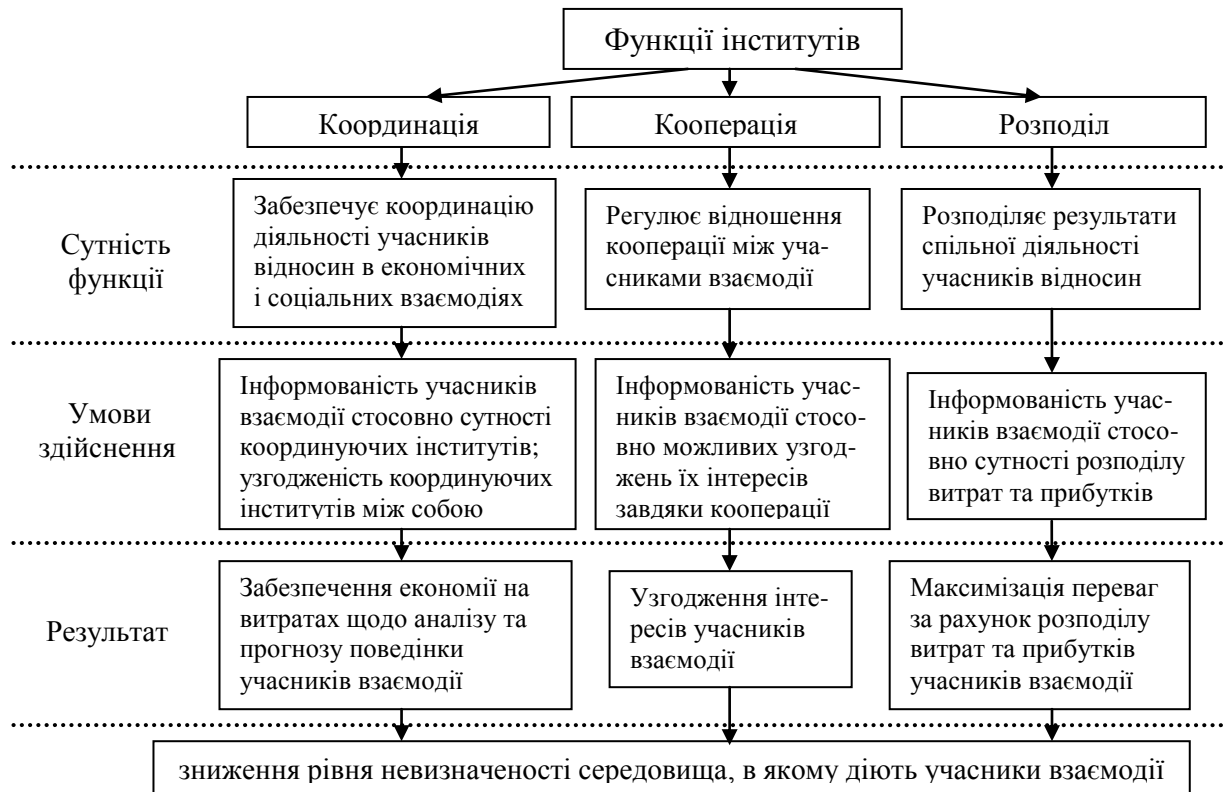 Функції інститутів
Координація
Кооперація
Розподіл
Сутність
функції
Забезпечує координацію
діяльності учасників
відносин в економічних
і соціальних взаємодіях
Регулює відношення
кооперації між уча-
сниками взаємодії
Розподіляє результати
спільної діяльності
учасників відносин
Умови
здійснення
Інформованість учасників
взаємодії стосовно сутності
координуючих інститутів;
узгодженість координуючих
інститутів між собою
Інформованість учас-
ників взаємодії стосо-
вно можливих узгод-
жень їх інтересів
завдяки кооперації
Інформованість учас-
ників взаємодії стосо-
вно сутності розподілу
витрат та прибутків
Результат
Забезпечення економії на
витратах щодо аналізу та
прогнозу поведінки
учасників взаємодії
Узгодження інте-
ресів учасників
взаємодії
Максимізація переваг
за рахунок розподілу
витрат та прибутків
учасників взаємодії
зниження рівня невизначеності середовища, в якому діють учасники взаємодії